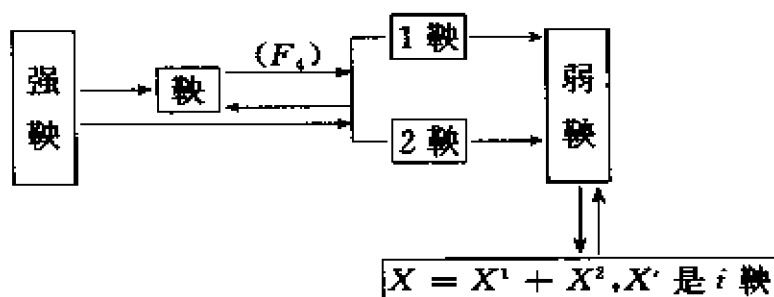 强鞅
鞅
(F₄)
1 鞅
2 鞅
弱鞅
X = X¹ + X², Xⁱ 是 i 鞅